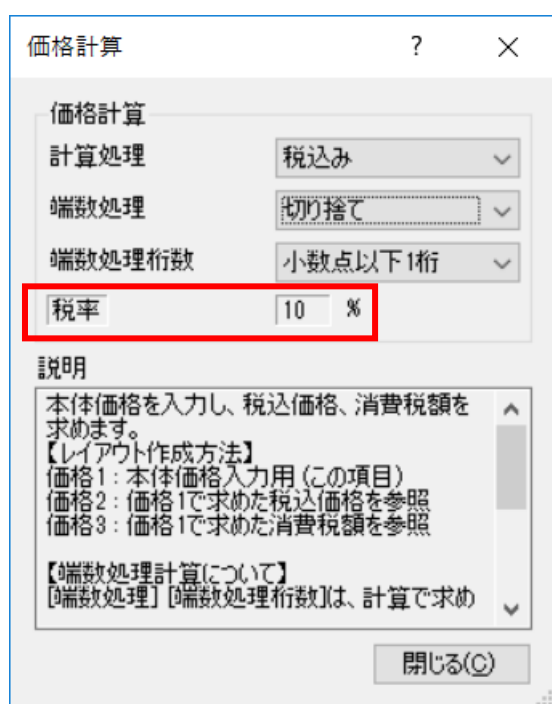 価格計算 ?
価格計算
計算処理 税込み
端数処理 切り捨て
端数処理桁数 小数点以下1桁
税率 10 %
説明
本体価格を入力し、税込価格、消費税額を
求めます。
【レイアウト作成方法】
価格1：本体価格入力用（この項目）
価格2：価格1で求めた税込価格を参照
価格3：価格1で求めた消費税額を参照
【端数処理計算について】
[端数処理] [端数処理桁数]は、計算で求め
閉じる(C)